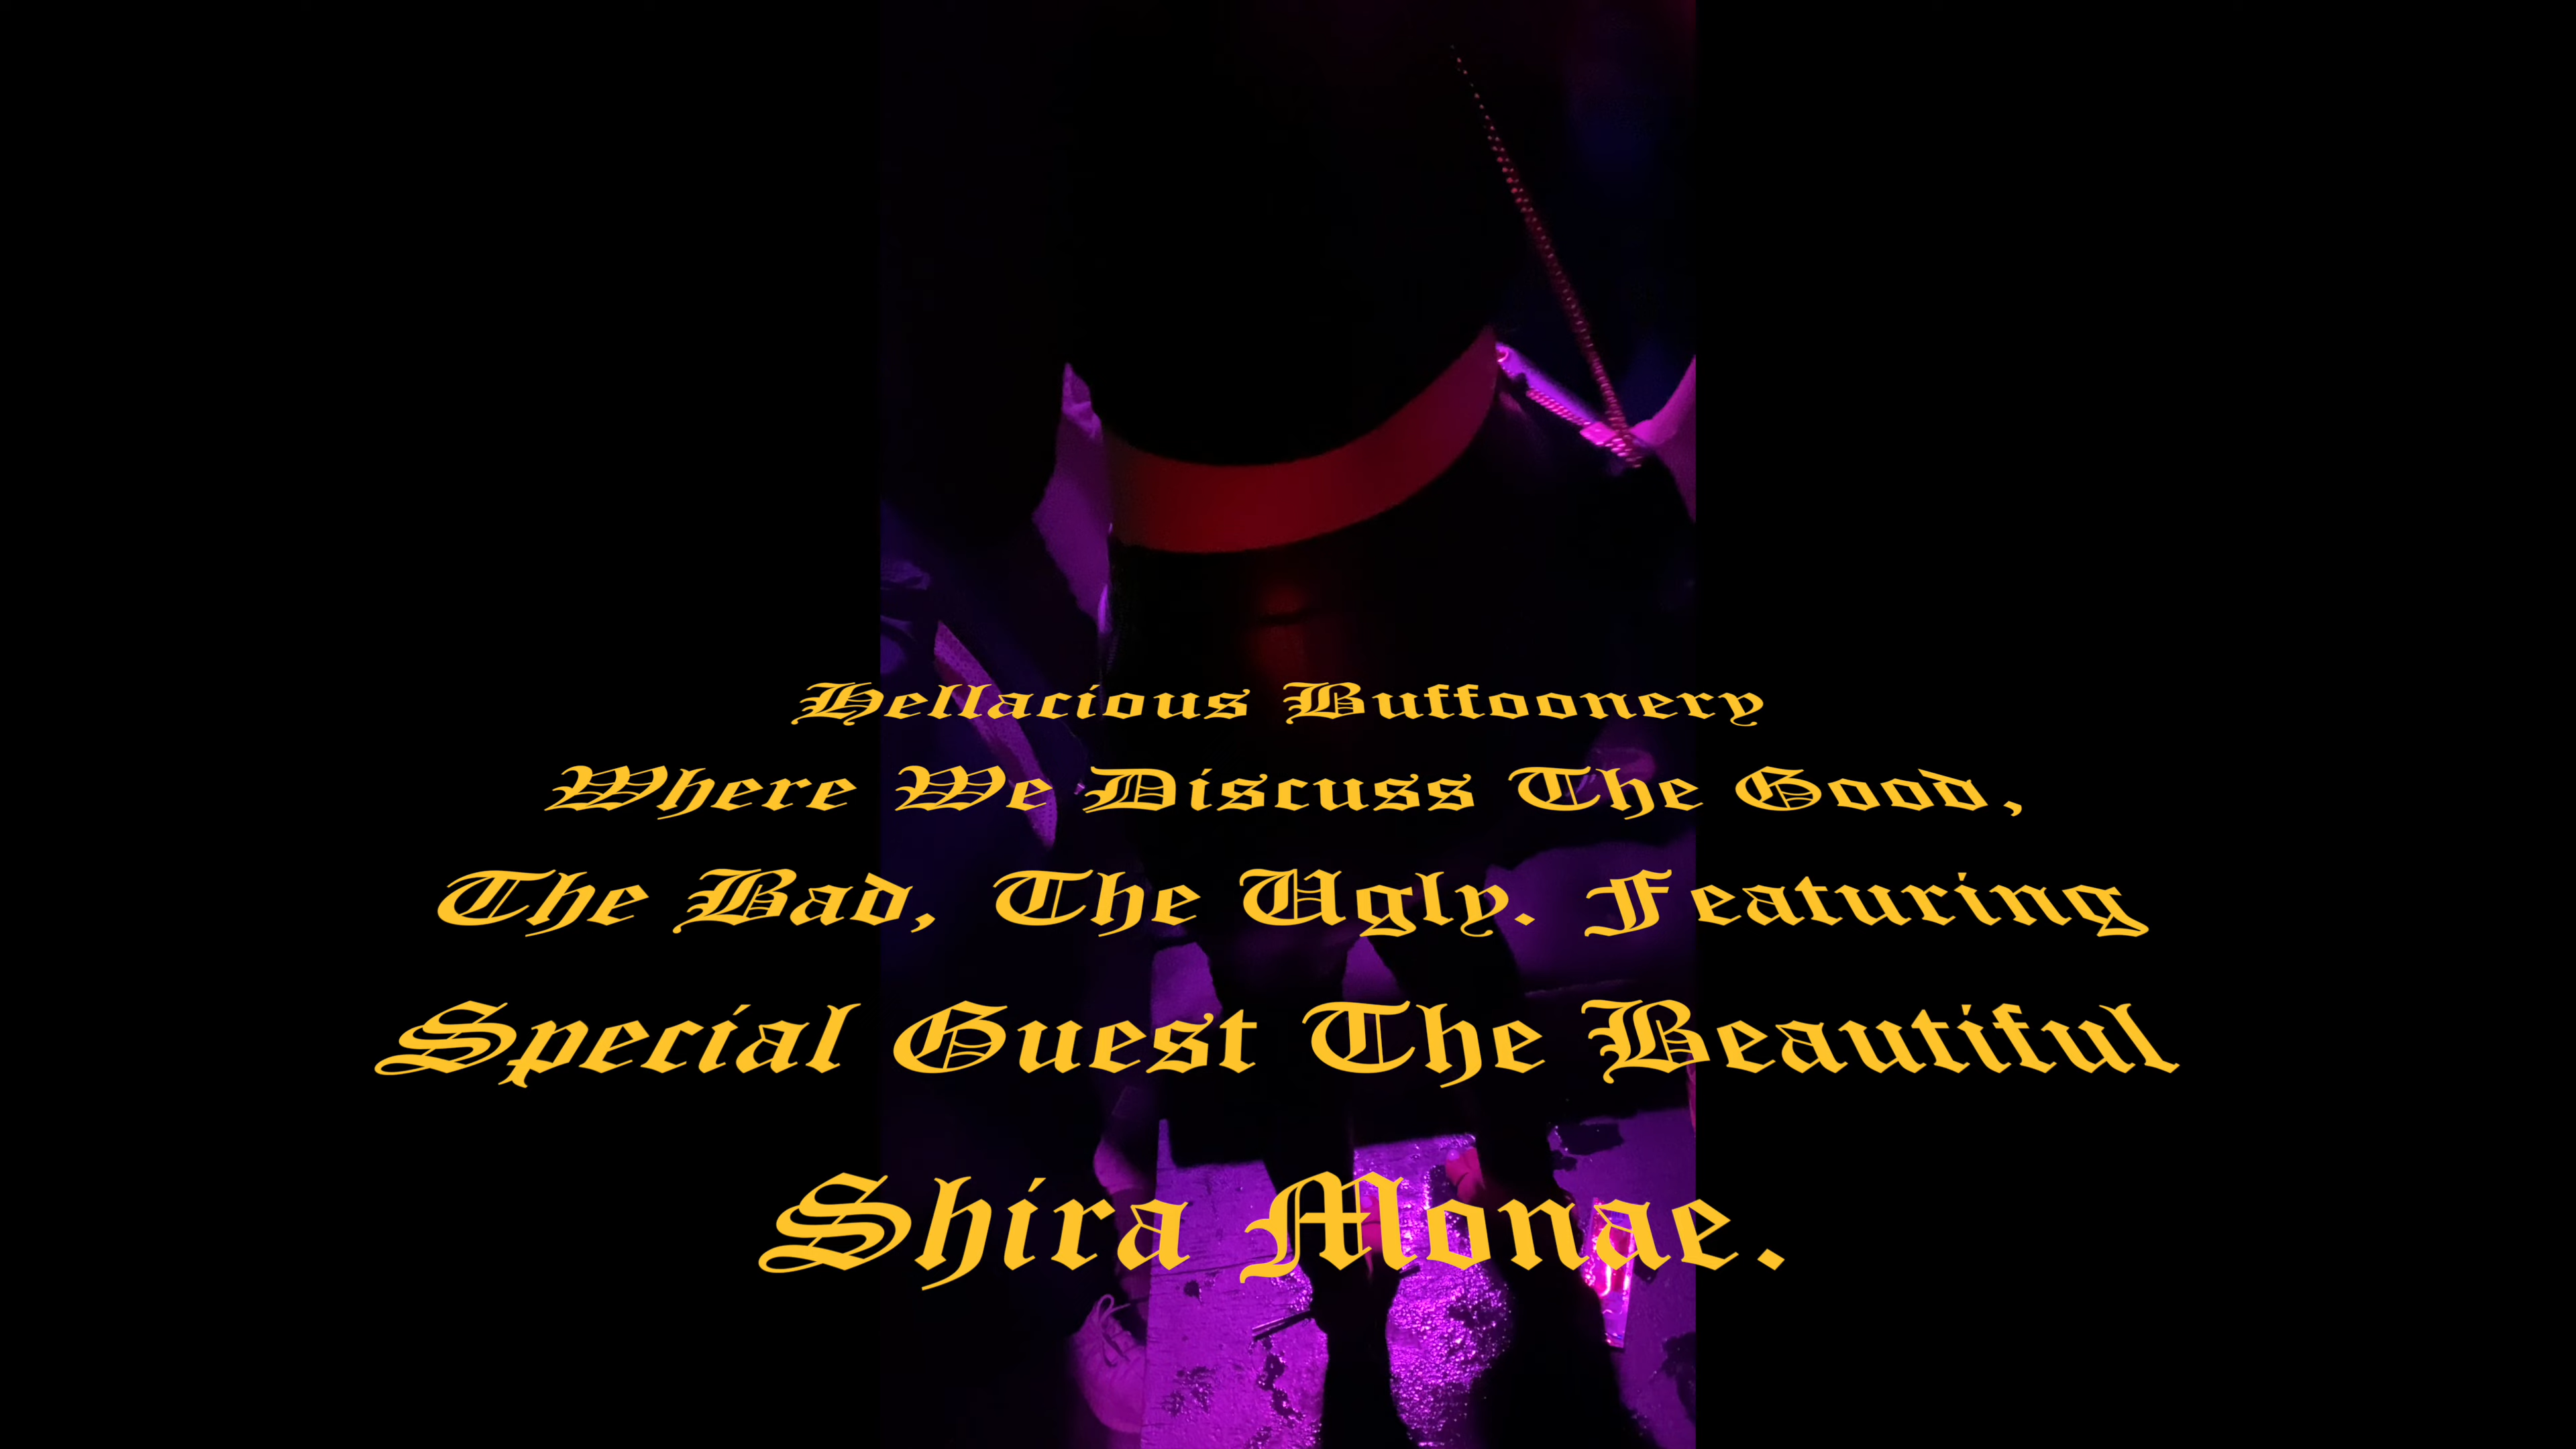 Hellacious Buffoonery
Where We Discuss The Good,
The Bad, The Ugly. Featuring
Special Guest The Beautiful
Shira Monae.